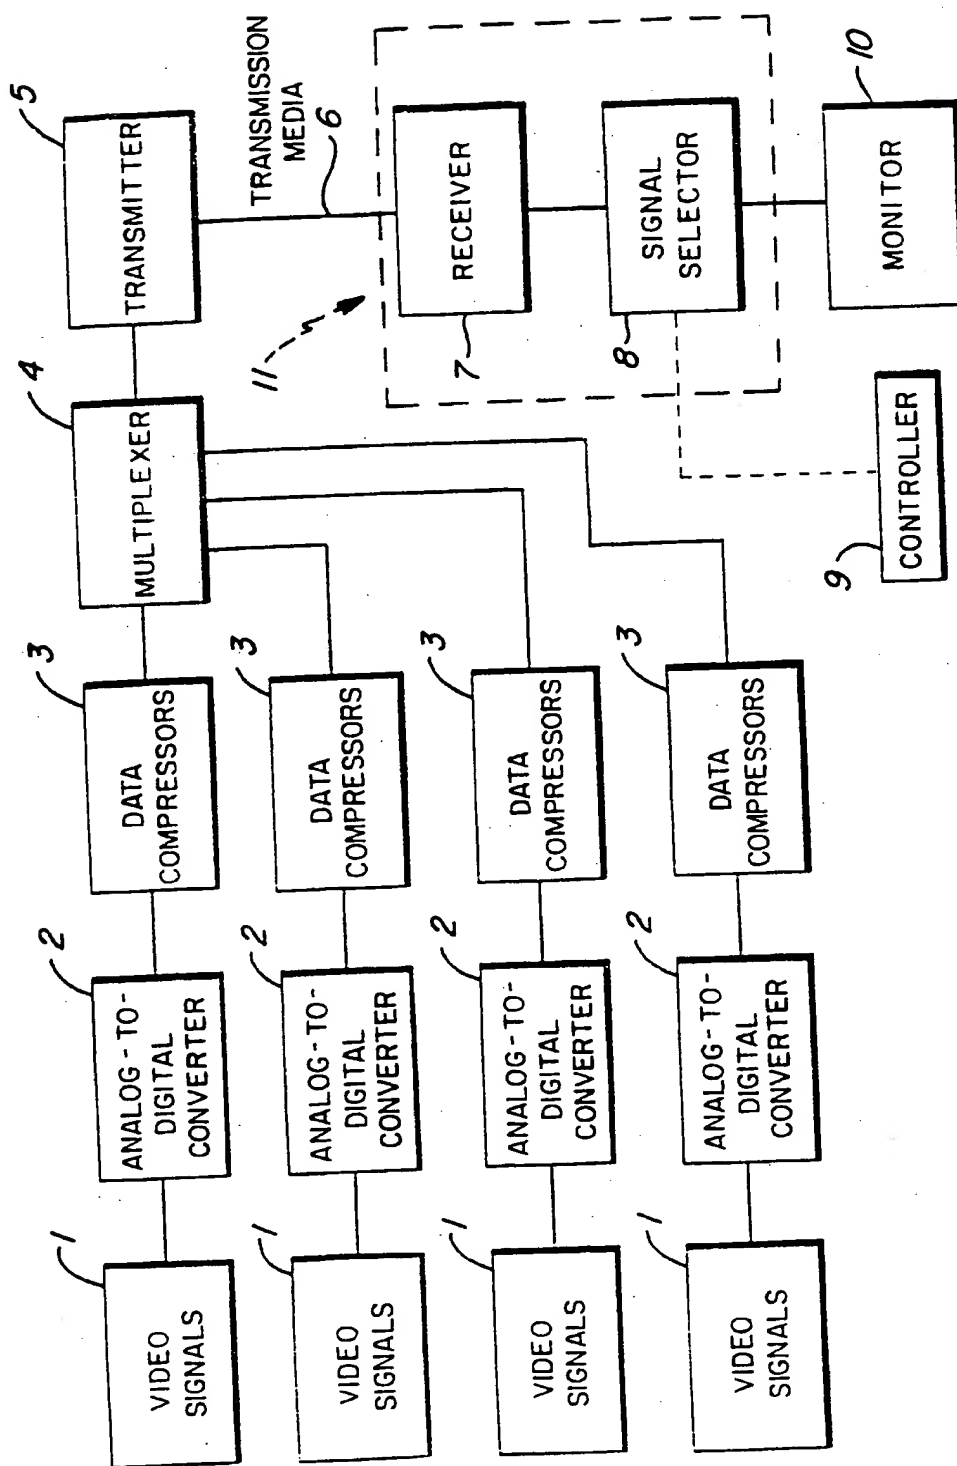 1
VIDEO
SIGNALS
2
ANALOG-TO-
DIGITAL
CONVERTER
3
DATA
COMPRESSORS
4
MULTIPLEXER
5
TRANSMITTER
1
VIDEO
SIGNALS
2
ANALOG-TO-
DIGITAL
CONVERTER
3
DATA
COMPRESSORS
1
VIDEO
SIGNALS
2
ANALOG-TO-
DIGITAL
CONVERTER
3
DATA
COMPRESSORS
1
VIDEO
SIGNALS
2
ANALOG-TO-
DIGITAL
CONVERTER
3
DATA
COMPRESSORS
TRANSMISSION
MEDIA
6
11
7
RECEIVER
8
SIGNAL
SELECTOR
9
CONTROLLER
10
MONITOR